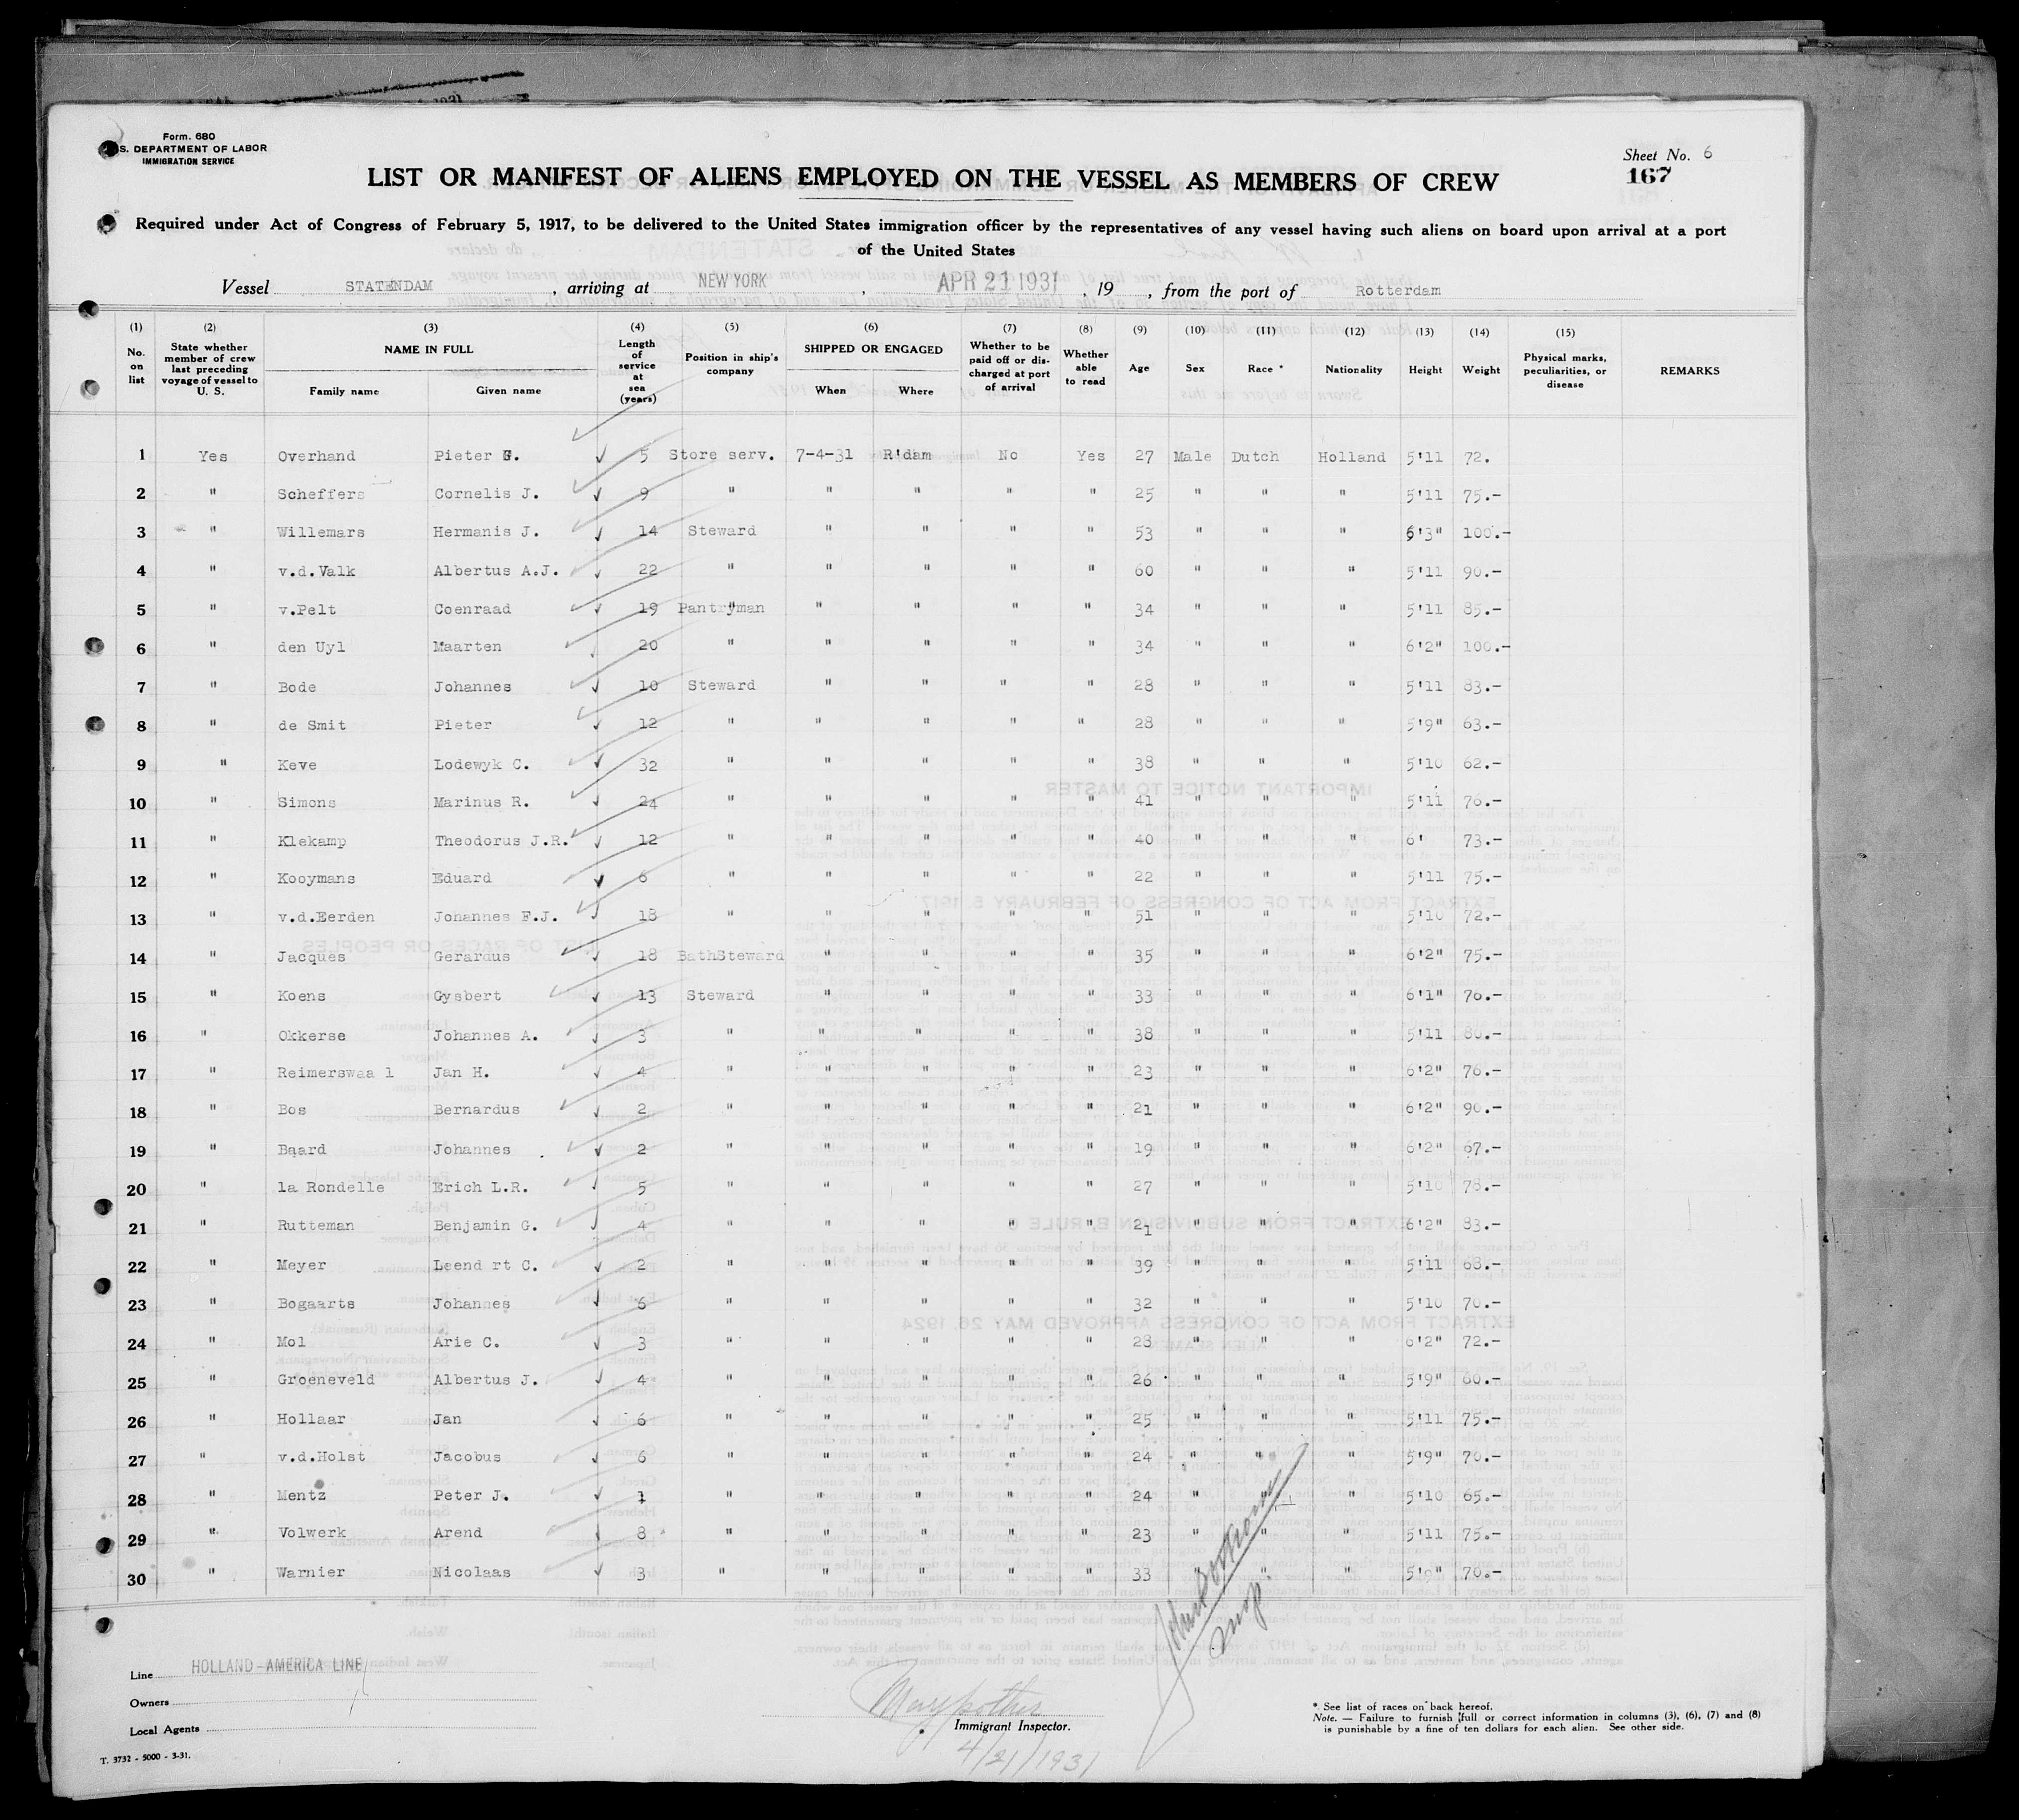 Form. 680
S. DEPARTMENT OF LABOR
IMMIGRATION SERVICE
Sheet No. 6
167
LIST OR MANIFEST OF ALIENS EMPLOYED ON THE VESSEL AS MEMBERS OF CREW
Required under Act of Congress of February 5, 1917, to be delivered to the United States immigration officer by the representatives of any vessel having such aliens on board upon arrival at a port
of the United States
Vessel STATENDAM, arriving at NEW YORK, APR 21 1931, 19, from the port of Rotterdam
(1) No. on list (2) State whether member of crew last preceding voyage of vessel to U. S. (3) NAME IN FULL Family name Given name (4) Length of service at sea (years) (5) Position in ship's company (6) SHIPPED OR ENGAGED When Where (7) Whether to be paid off or discharged at port of arrival (8) Whether able to read (9) Age (10) Sex (11) Race * (12) Nationality (13) Height (14) Weight (15) Physical marks, peculiarities, or disease REMARKS
1 Yes Overhand Pieter G. 5 Store serv. 7-4-31 R'dam No Yes 27 Male Dutch Holland 5'11 72.
2 " Scheffers Cornelis J. 9 " " " " " 25 " " " 5'11 75.-
3 " Willemars Hermanis J. 14 Steward " " " " 53 " " " 6'3" 100.-
4 " v.d.Valk Albertus A.J. 22 " " " " " 60 " " " 5'11 90.-
5 " v.Pelt Coenraad 19 Pantryman " " " " 34 " " " 5'11 85.-
6 " den Uyl Maarten 20 " " " " " 34 " " " 6'2" 100.-
7 " Bode Johannes 10 Steward " " " " 28 " " " 5'11 83.-
8 " de Smit Pieter 12 " " " " " 28 " " " 5'9" 63.-
9 " Keve Lodewyk C. 32 " " " " " 38 " " " 5'10 62.-
10 " Simons Marinus R. 24 " " " " " 41 " " " 5'11 76.-
11 " Klekamp Theodorus J.R. 12 " " " " " 40 " " " 6' 73.-
12 " Kooymans Eduard 6 " " " " " 22 " " " 5'11 75.-
13 " v.d.Eerden Johannes F.J. 18 " " " " " 51 " " " 5'10 72.-
14 " Jacques Gerardus 18 BathSteward " " " " 35 " " " 6'2" 75.-
15 " Koens Gysbert 13 Steward " " " " 33 " " " 6'1" 76.-
16 " Okkerse Johannes A. 3 " " " " " 38 " " " 5'11 80.-
17 " Reimerswaa l Jan H. 4 " " " " " 23 " " " 6'2" 76.-
18 " Bos Bernardus 2 " " " " " 21 " " " 6'2" 90.-
19 " Baard Johannes 2 " " " " " 19 " " " 6'2" 67.-
20 " la Rondelle Erich L.R. 5 " " " " " 27 " " " 5'10 78.-
21 " Rutteman Benjamin G. 4 " " " " " 21 " " " 6'2" 83.-
22 " Meyer Leend rt C. 2 " " " " " 39 " " " 5'11 68.-
23 " Bogaarts Johannes 6 " " " " " 32 " " " 5'10 70.-
24 " Mol Arie C. 3 " " " " " 28 " " " 6'2" 72.-
25 " Groeneveld Albertus J. 4 " " " " " 26 " " " 5'9" 60.-
26 " Hollaar Jan 6 " " " " " 25 " " " 5'11 75.-
27 " v.d.Holst Jacobus 6 " " " " " 24 " " " 5'9" 70.-
28 " Mentz Peter J. 1 " " " " " 24 " " " 5'10 65.-
29 " Volwerk Arend 8 " " " " " 23 " " " 5'11 75.-
30 " Warnier Nicolaas 3 " " " " " 33 " " " 5'9" 70.-
Line HOLLAND-AMERICA LINE
Owners
Local Agents
Immigrant Inspector.
4/21/1931
* See list of races on back hereof.
Note. — Failure to furnish full or correct information in columns (3), (6), (7) and (8)
is punishable by a fine of ten dollars for each alien. See other side.
T. 3732 - 5000 - 3-31.